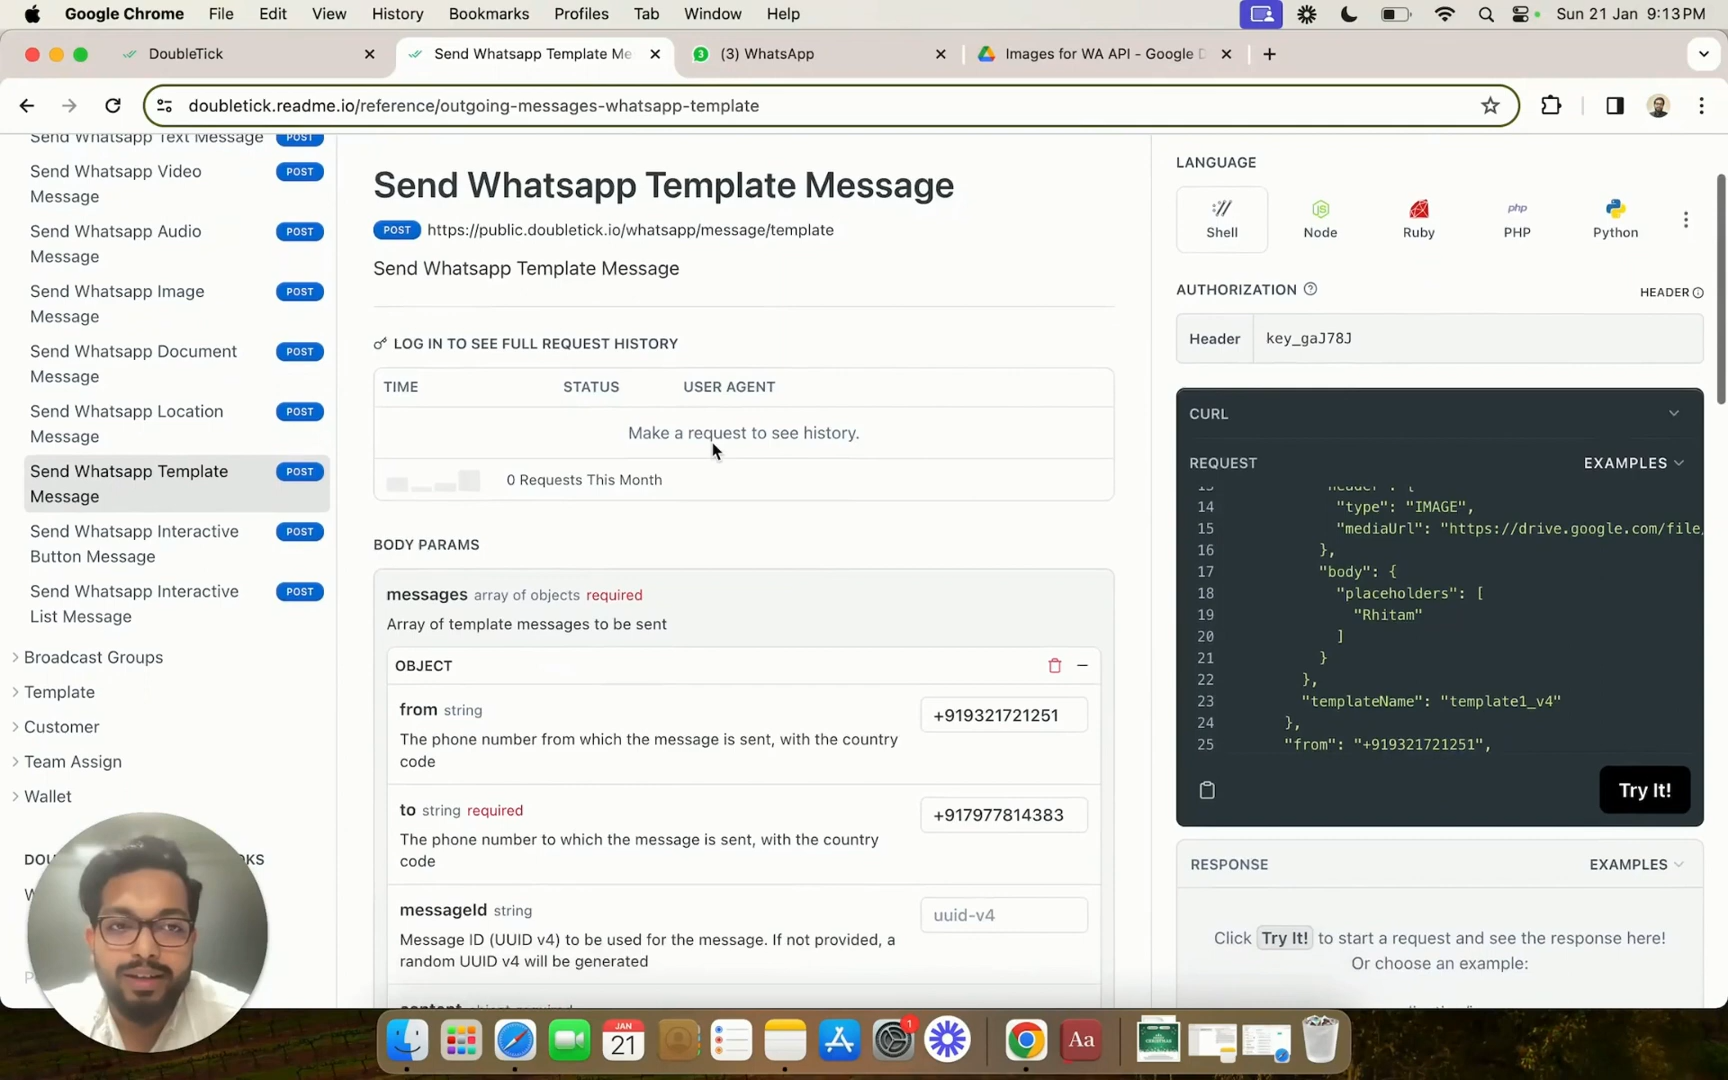 Google Chrome File Edit View History Bookmarks Profiles Tab Window Help Sun 21 Jan 9:13 PM
DoubleTick
Send Whatsapp Template Me
(3) WhatsApp
Images for WA API - Google D
doubletick.readme.io/reference/outgoing-messages-whatsapp-template
Send Whatsapp Text Message POST
Send Whatsapp Video POST
Message
Send Whatsapp Audio POST
Message
Send Whatsapp Image POST
Message
Send Whatsapp Document POST
Message
Send Whatsapp Location POST
Message
Send Whatsapp Template POST
Message
Send Whatsapp Interactive POST
Button Message
Send Whatsapp Interactive POST
List Message
Broadcast Groups
Template
Customer
Team Assign
Wallet
Send Whatsapp Template Message
POST https://public.doubletick.io/whatsapp/message/template
Send Whatsapp Template Message
LOG IN TO SEE FULL REQUEST HISTORY
TIME STATUS USER AGENT
Make a request to see history.
0 Requests This Month
BODY PARAMS
messages array of objects required
Array of template messages to be sent
OBJECT
from string
+919321721251
The phone number from which the message is sent, with the country
code
to string required
+917977814383
The phone number to which the message is sent, with the country
code
messageId string
uuid-v4
Message ID (UUID v4) to be used for the message. If not provided, a
random UUID v4 will be generated
content object required
LANGUAGE
Shell Node Ruby PHP Python
AUTHORIZATION HEADER
Header key_gaJ78J
CURL
REQUEST EXAMPLES
13 "header": {
14 "type": "IMAGE",
15 "mediaUrl": "https://drive.google.com/file/
16 },
17 "body": {
18 "placeholders": [
19 "Rhitam"
20 ]
21 }
22 },
23 "templateName": "template1_v4"
24 },
25 "from": "+919321721251",
Try It!
RESPONSE EXAMPLES
Click Try It! to start a request and see the response here!
Or choose an example:
JAN
21
1
Aa